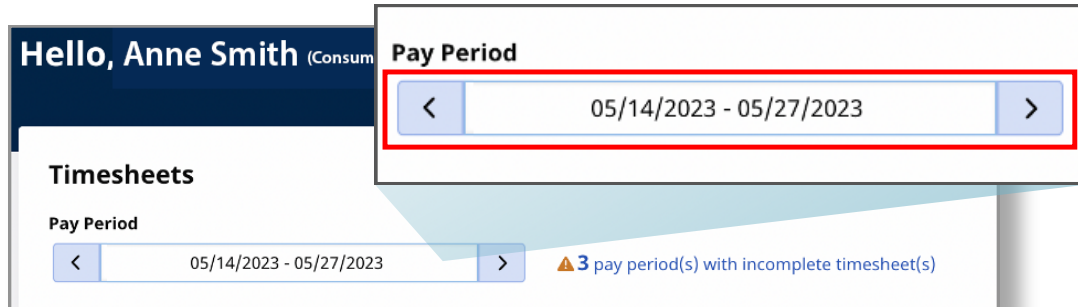 Hello, Anne Smith (Consum
Pay Period
05/14/2023 - 05/27/2023
Timesheets
Pay Period
05/14/2023 - 05/27/2023
3 pay period(s) with incomplete timesheet(s)